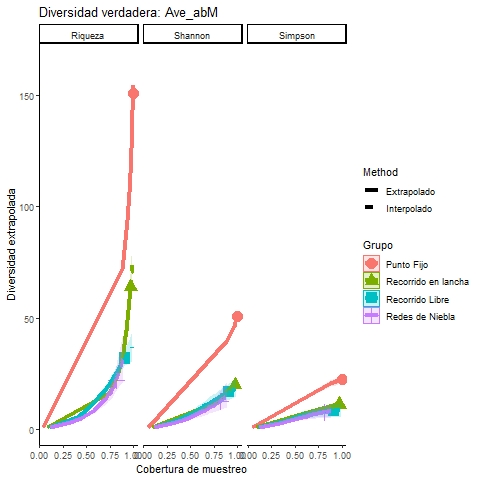 Diversidad verdadera: Ave_abM
Riqueza
Shannon
Simpson
150
100
50
0
Diversidad extrapolada
0.00 0.25 0.50 0.75 1.00
0.00 0.25 0.50 0.75 1.00
0.00 0.25 0.50 0.75 1.00
Cobertura de muestreo
Method
Extrapolado
Interpolado
Grupo
Punto Fijo
Recorrido en lancha
Recorrido Libre
Redes de Niebla